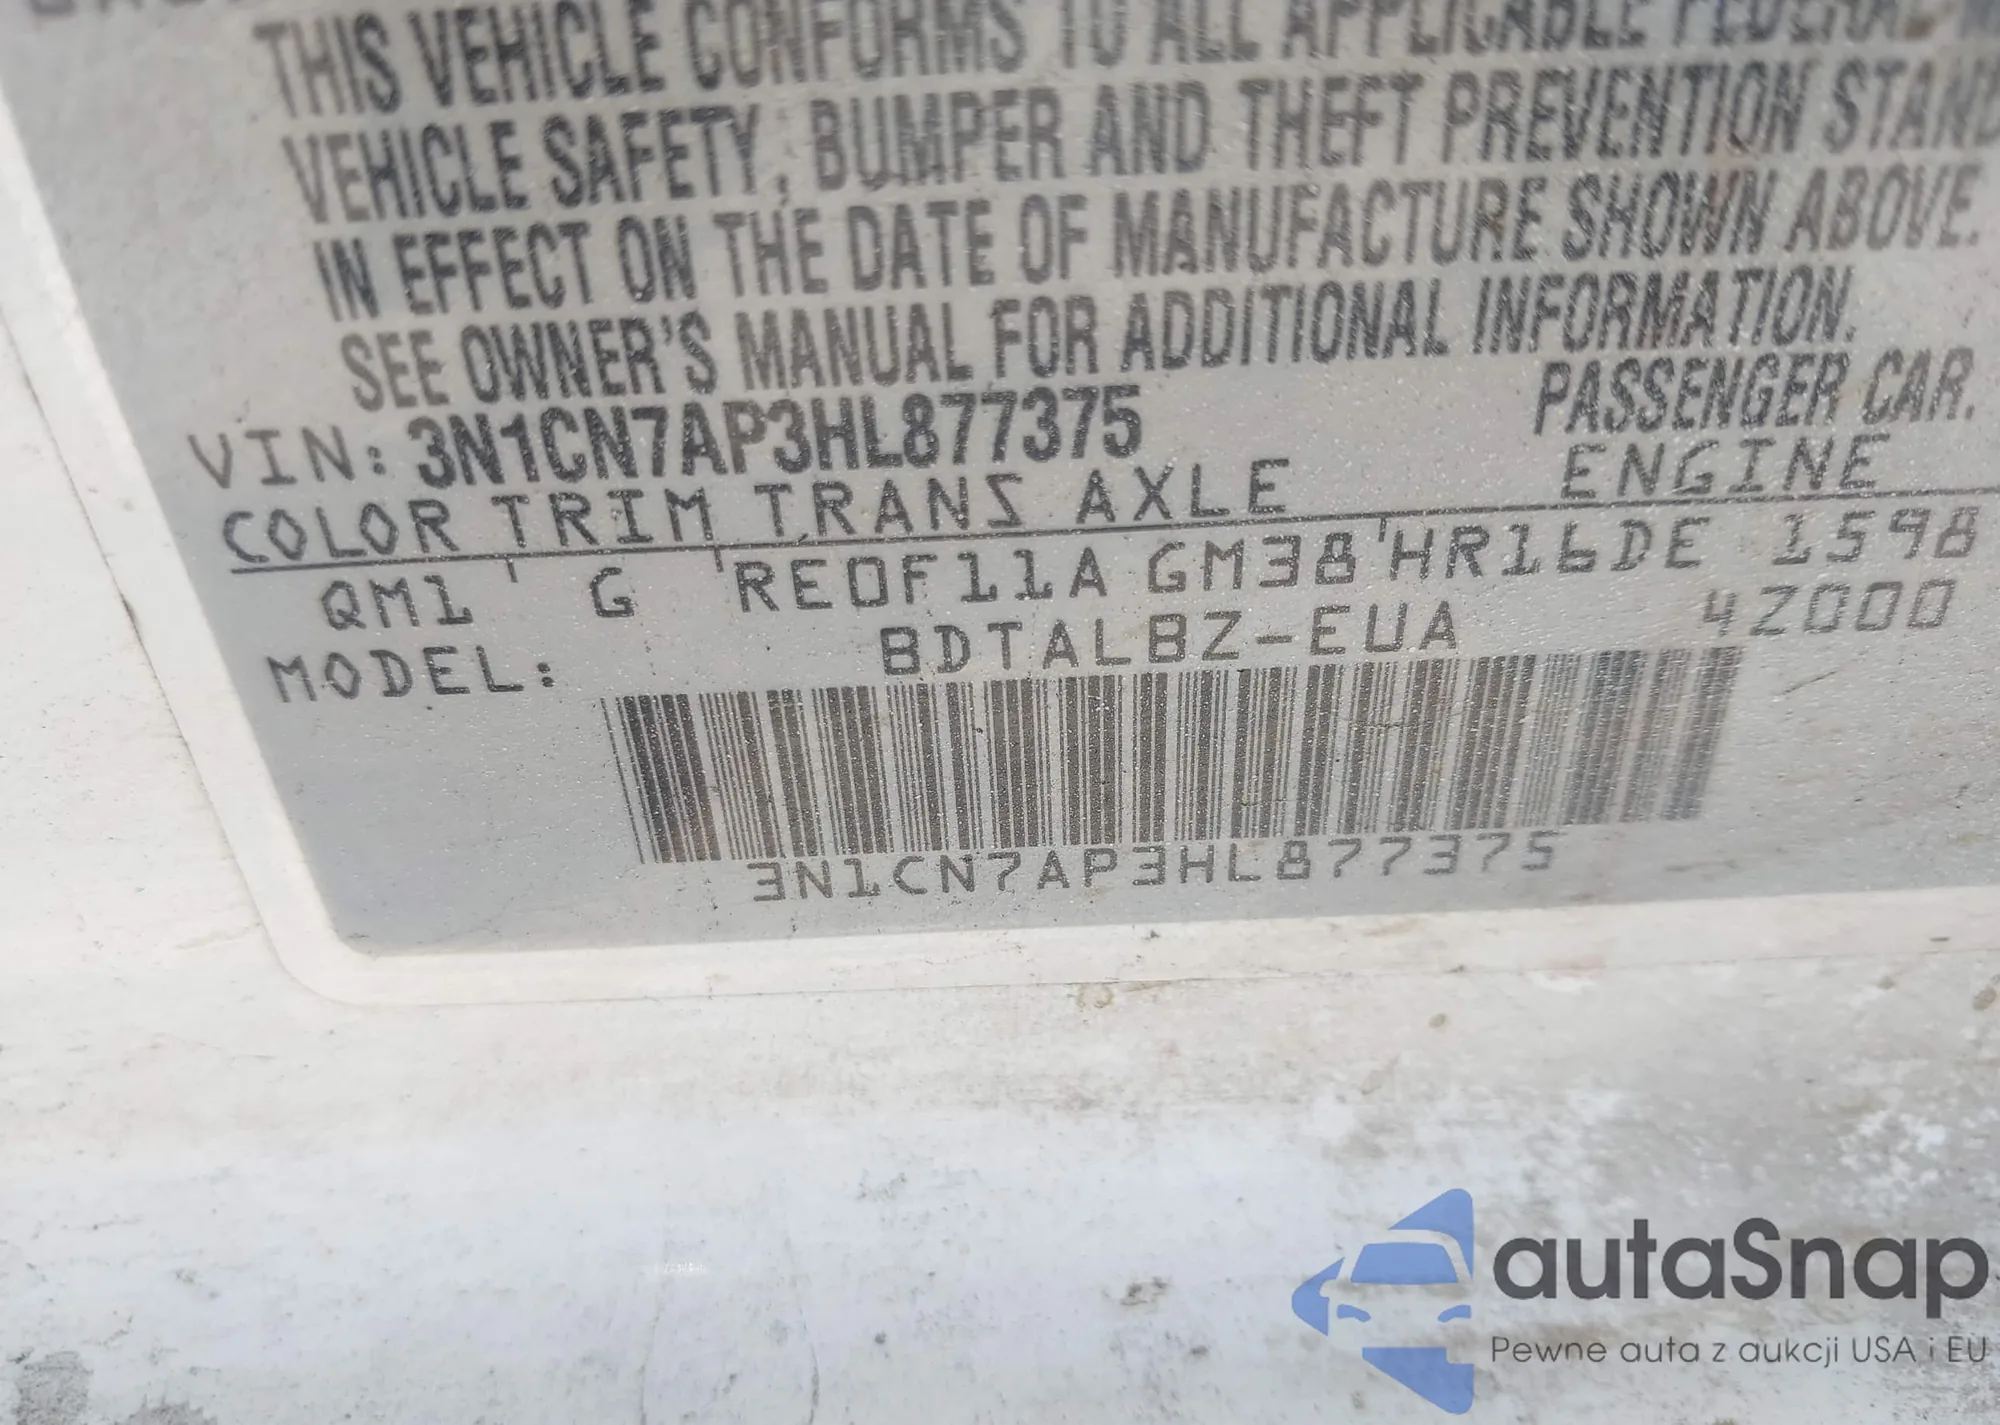 THIS VEHICLE CONFORMS TO ALL APPLICABLE FEDERAL
VEHICLE SAFETY, BUMPER AND THEFT PREVENTION STAND
IN EFFECT ON THE DATE OF MANUFACTURE SHOWN ABOVE.
SEE OWNER'S MANUAL FOR ADDITIONAL INFORMATION.
VIN: 3N1CN7AP3HL877375 PASSENGER CAR.
COLOR TRIM TRANS AXLE ENGINE
QM1 G RE0F11A GM38 HR16DE 1598
MODEL: BDTALBZ-EUA 42000
3N1CN7AP3HL877375
autaSnap
Pewne auta z aukcji USA i EU